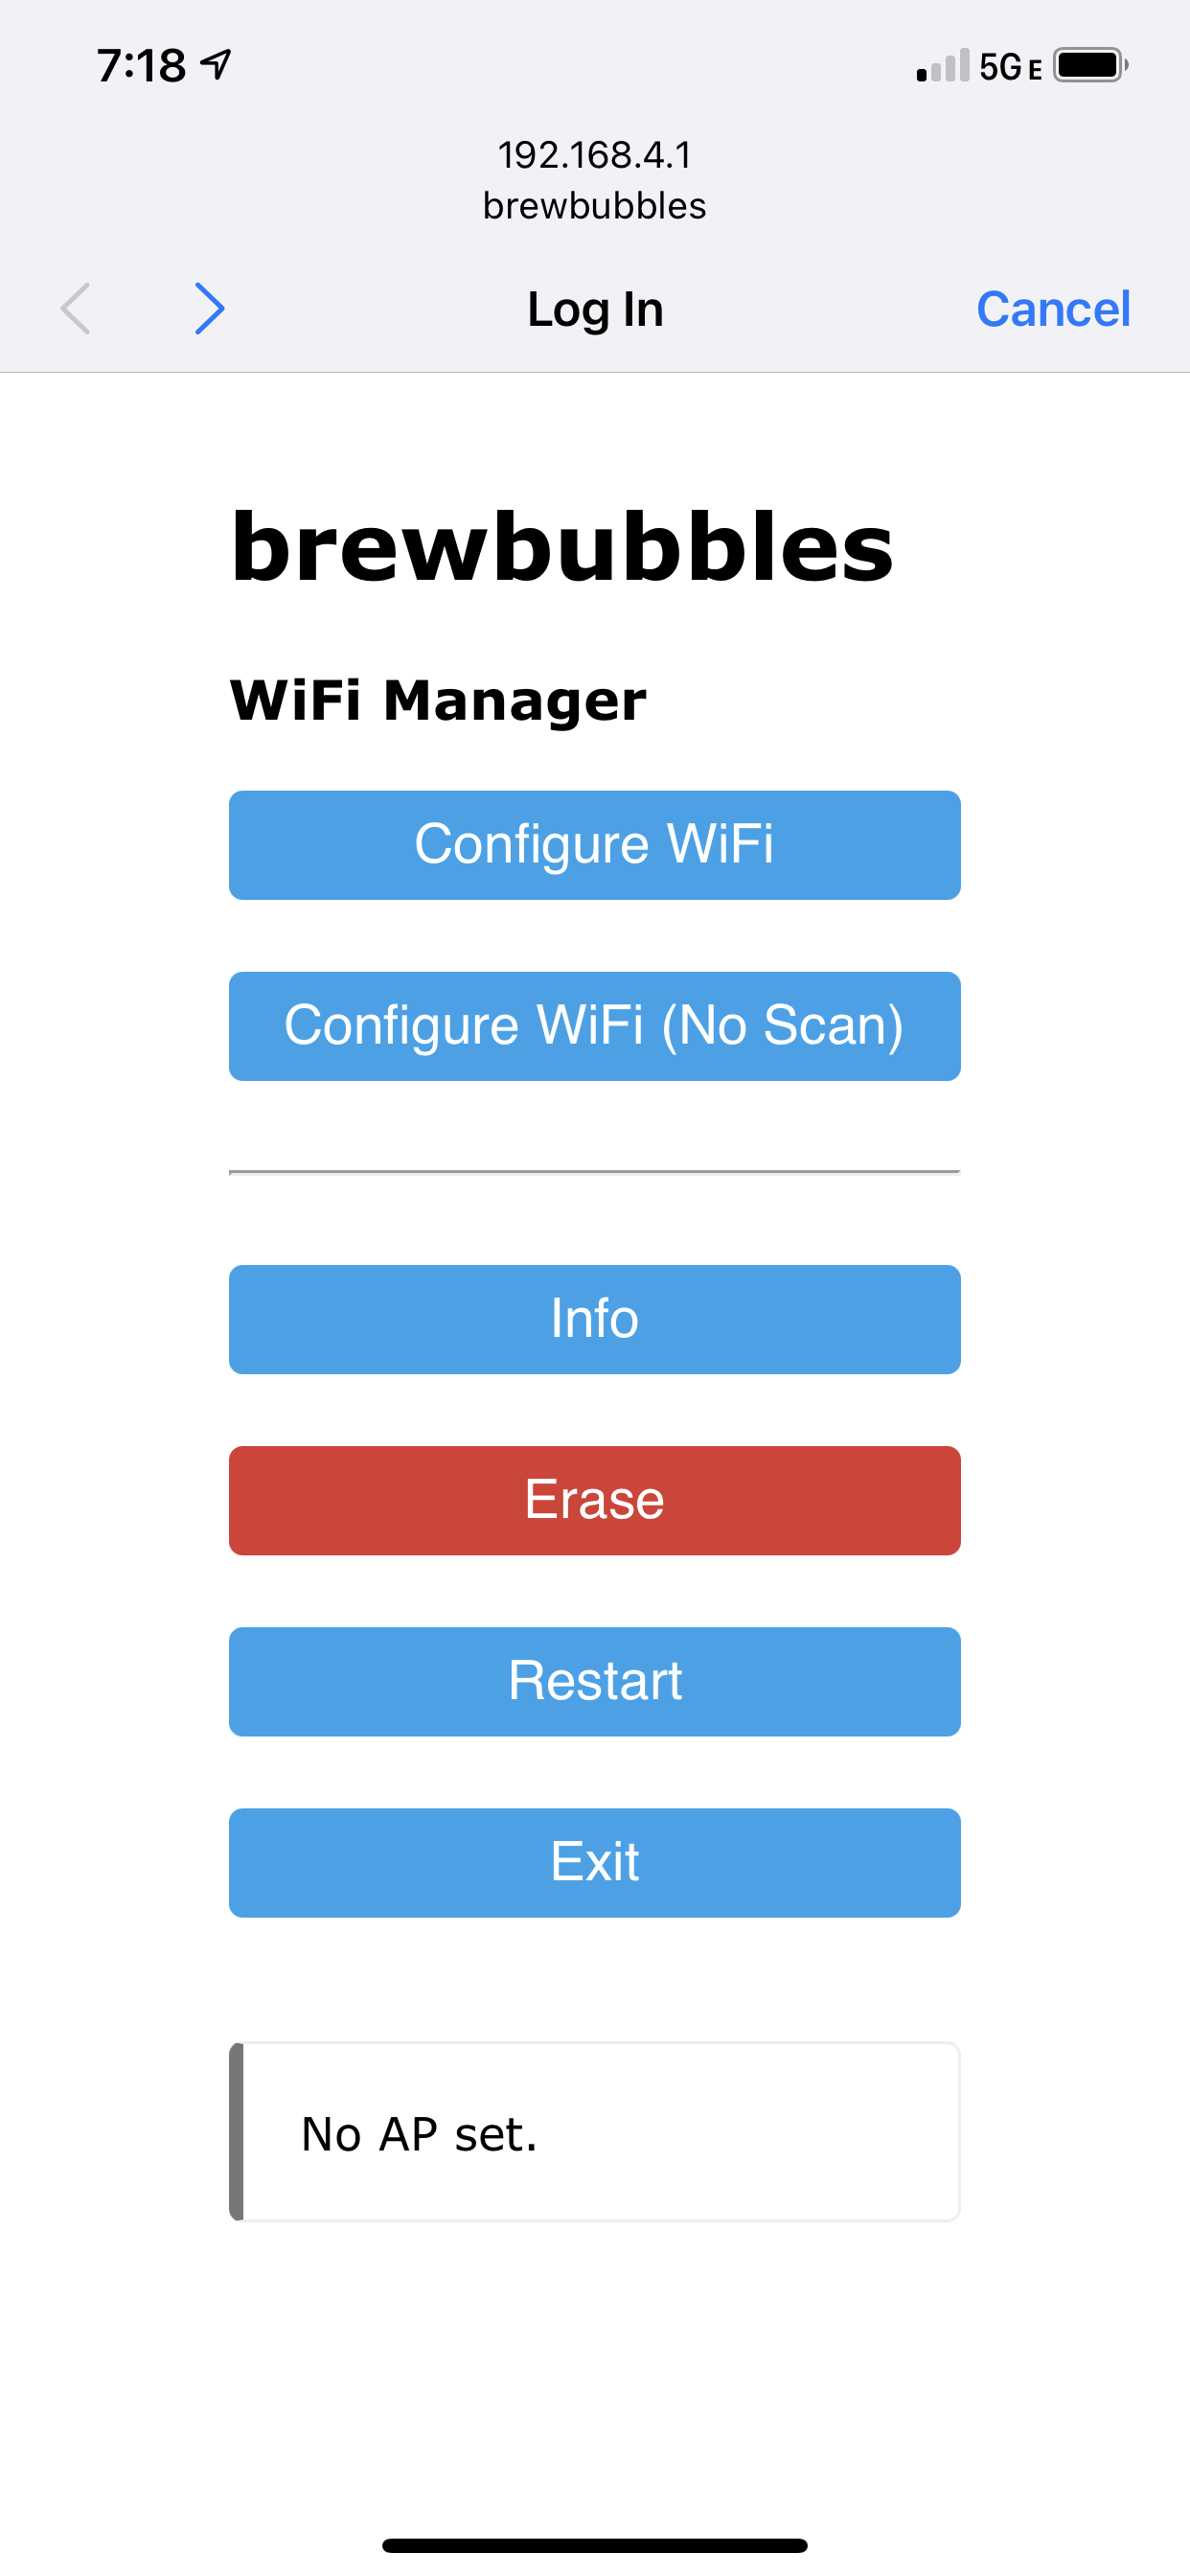 7:18
5G E
192.168.4.1
brewbubbles
Log In
Cancel
brewbubbles
WiFi Manager
Configure WiFi
Configure WiFi (No Scan)
Info
Erase
Restart
Exit
No AP set.